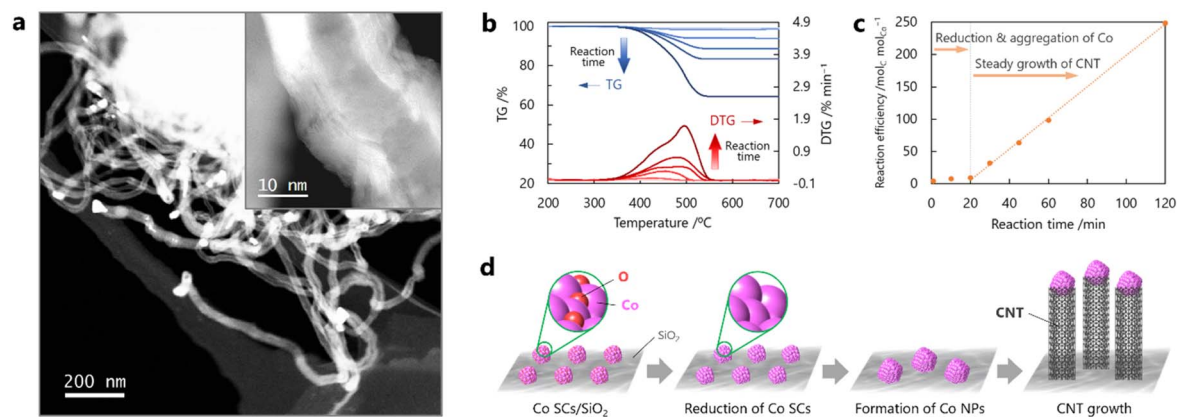 a
10 nm
200 nm
b
100
80
60
40
20
TG /%
Reaction
time
TG
DTG
Reaction
time
4.9
3.9
2.9
1.9
0.9
-0.1
DTG /% min⁻¹
200
300
400
500
600
700
Temperature /ºC
c
250
200
150
100
50
0
Reaction efficiency /mol_C mol_Co⁻¹
Reduction & aggregation of Co
Steady growth of CNT
0
20
40
60
80
100
120
Reaction time /min
d
O
Co
SiO₂
CNT
Co SCs/SiO₂
Reduction of Co SCs
Formation of Co NPs
CNT growth